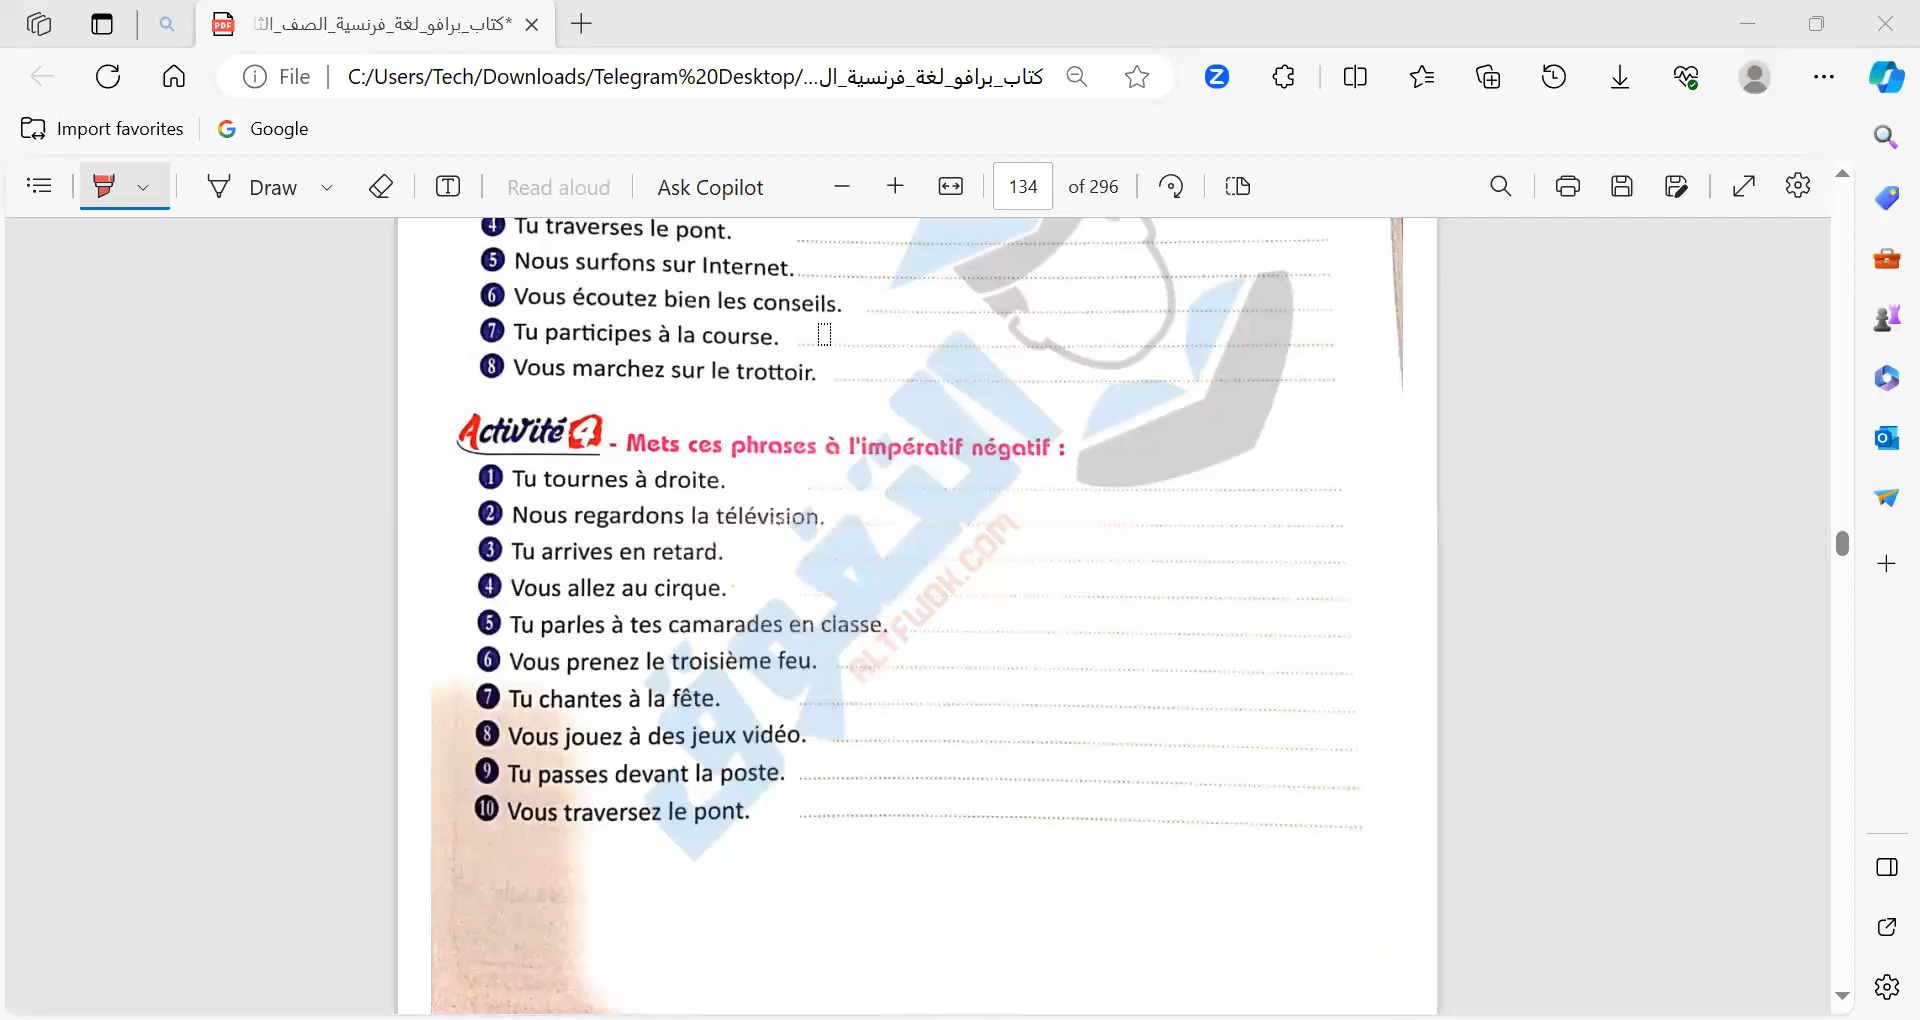 *كتاب_برافو_لغة_فرنسية_الصف_الثا
File
C:/Users/Tech/Downloads/Telegram%20Desktop/...كتاب_برافو_لغة_فرنسية_ال
Import favorites
Google
Draw
Read aloud
Ask Copilot
134 of 296
4 Tu traverses le pont.
5 Nous surfons sur Internet.
6 Vous écoutez bien les conseils.
7 Tu participes à la course.
8 Vous marchez sur le trottoir.
Activité 4 - Mets ces phrases à l'impératif négatif :
1 Tu tournes à droite.
2 Nous regardons la télévision.
3 Tu arrives en retard.
4 Vous allez au cirque.
5 Tu parles à tes camarades en classe.
6 Vous prenez le troisième feu.
7 Tu chantes à la fête.
8 Vous jouez à des jeux vidéo.
9 Tu passes devant la poste.
10 Vous traversez le pont.
التفوق
ALTFWOK.COM